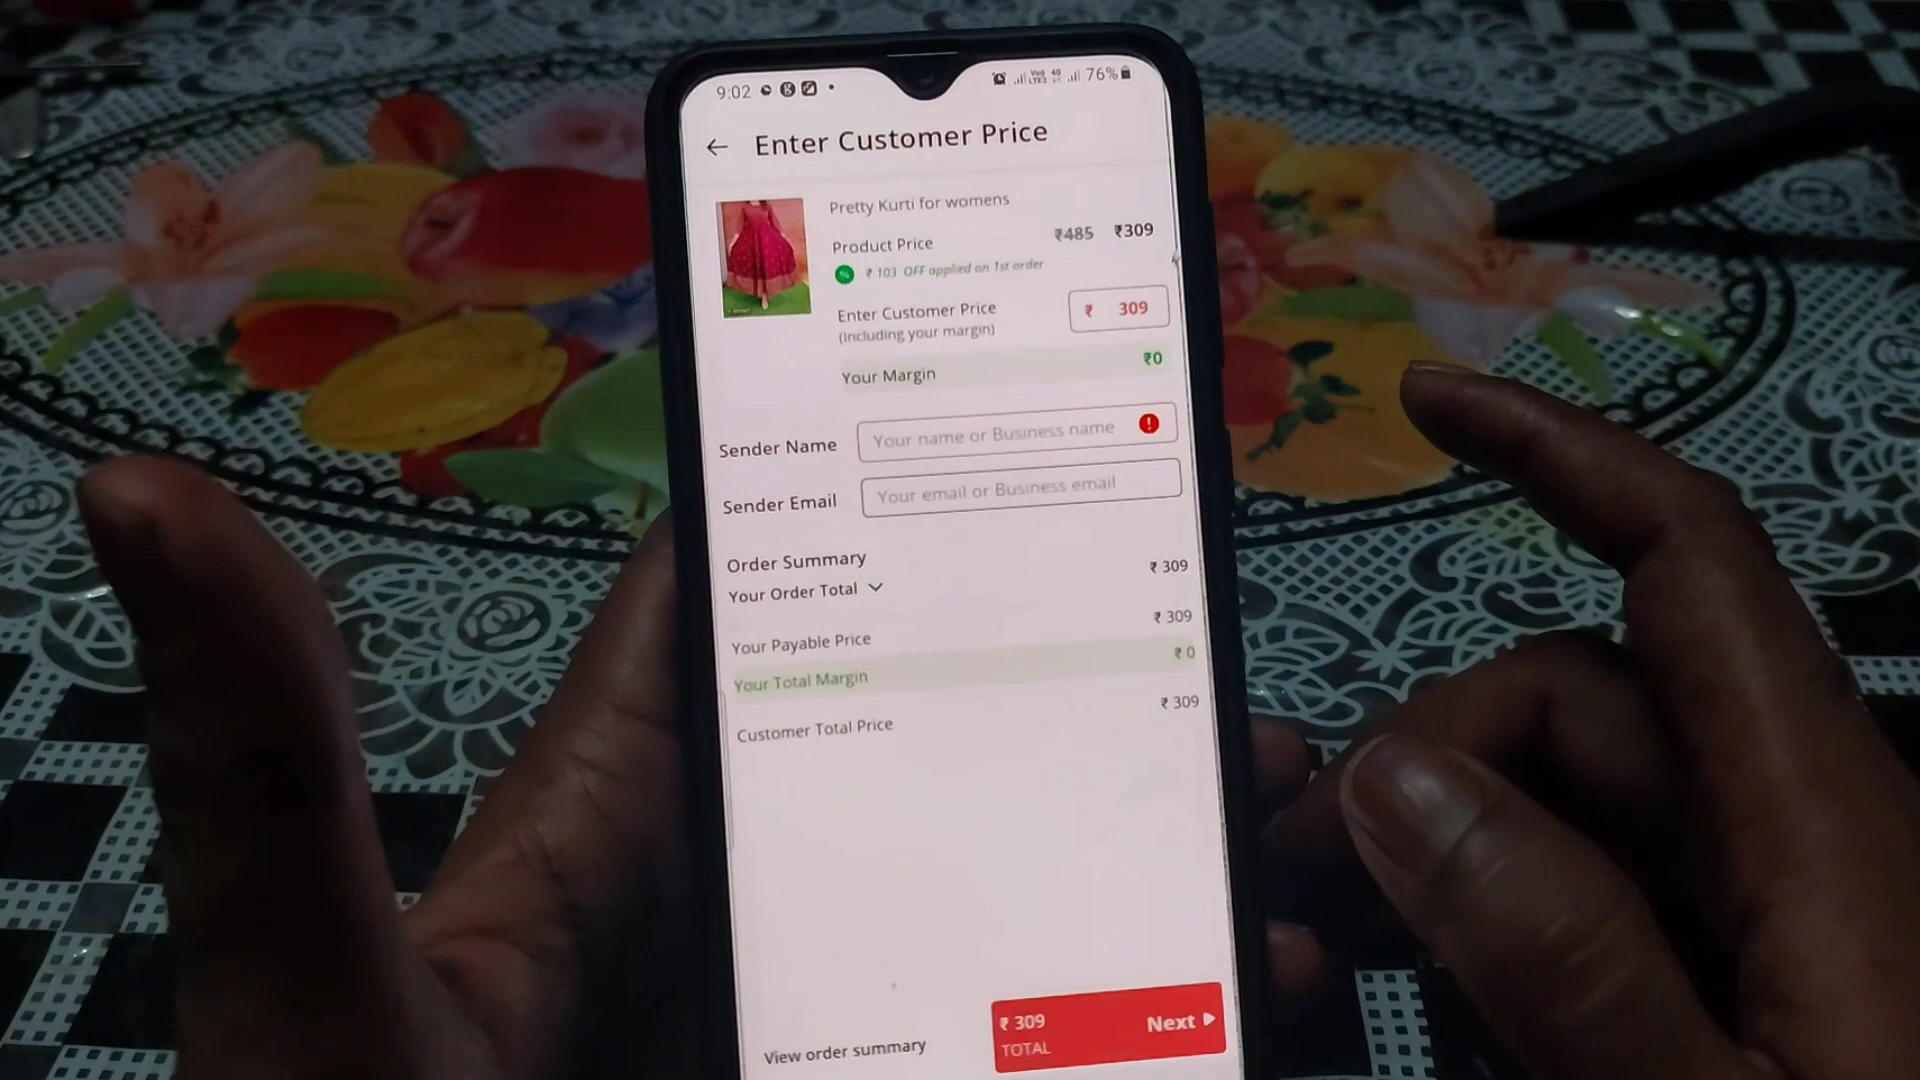 9:02 76%
← Enter Customer Price
Pretty Kurti for womens
Product Price ₹485 ₹309
₹ 103 OFF applied on 1st order
Enter Customer Price ₹ 309
(Including your margin)
Your Margin ₹0
Sender Name Your name or Business name
Sender Email Your email or Business email
Order Summary
Your Order Total ₹ 309
Your Payable Price ₹ 309
Your Total Margin ₹ 0
Customer Total Price ₹ 309
View order summary
₹ 309
TOTAL
Next